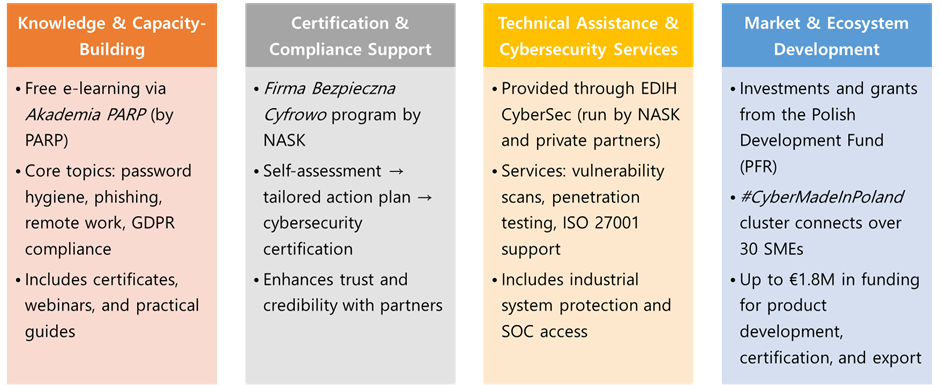 Knowledge & Capacity-
Building
• Free e-learning via
Akademia PARP (by
PARP)
• Core topics: password
hygiene, phishing,
remote work, GDPR
compliance
• Includes certificates,
webinars, and practical
guides
Certification &
Compliance Support
• Firma Bezpieczna
Cyfrowo program by
NASK
• Self-assessment →
tailored action plan →
cybersecurity
certification
• Enhances trust and
credibility with partners
Technical Assistance &
Cybersecurity Services
• Provided through EDIH
CyberSec (run by NASK
and private partners)
• Services: vulnerability
scans, penetration
testing, ISO 27001
support
• Includes industrial
system protection and
SOC access
Market & Ecosystem
Development
• Investments and grants
from the Polish
Development Fund
(PFR)
• #CyberMadeInPoland
cluster connects over
30 SMEs
• Up to €1.8M in funding
for product
development,
certification, and export